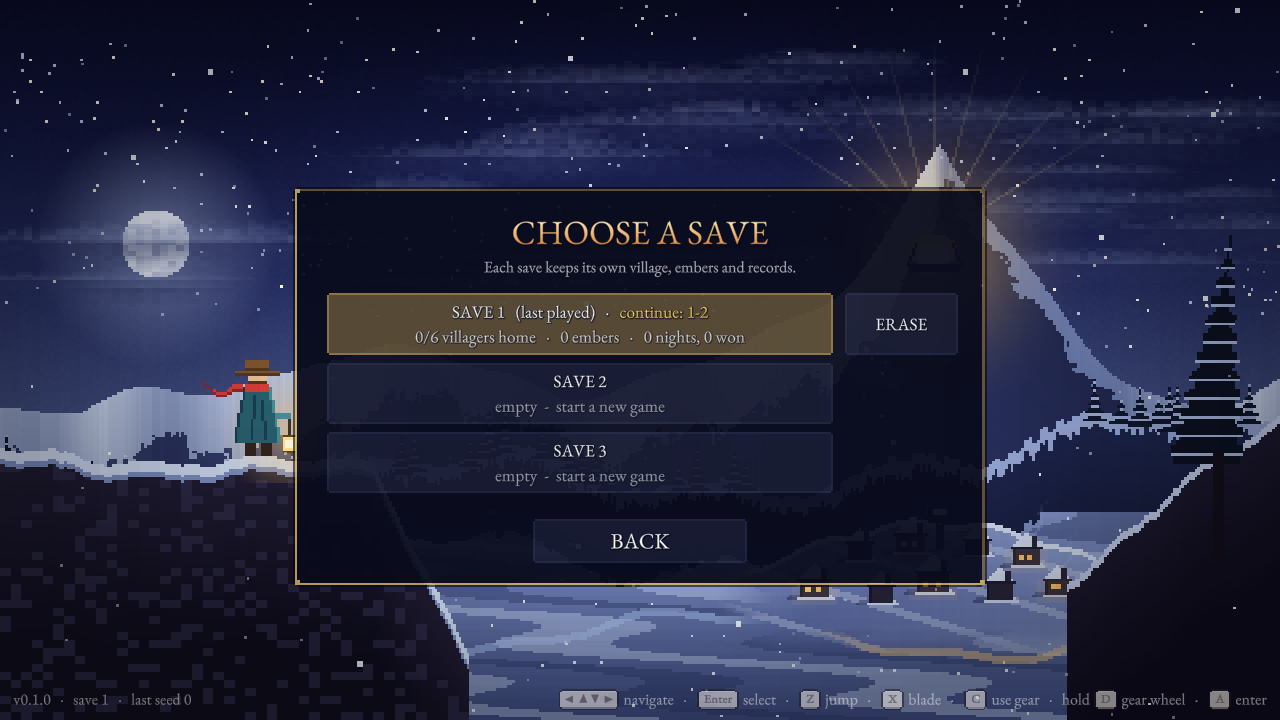 CHOOSE A SAVE
Each save keeps its own village, embers and records.
SAVE 1 (last played) · continue: 1-2
0/6 villagers home · 0 embers · 0 nights, 0 won
ERASE
SAVE 2
empty - start a new game
SAVE 3
empty - start a new game
BACK
v0.1.0 · save 1 · last seed 0
◀▲▼▶ navigate · Enter select · Z jump · X blade · C use gear · hold D gear wheel · A enter